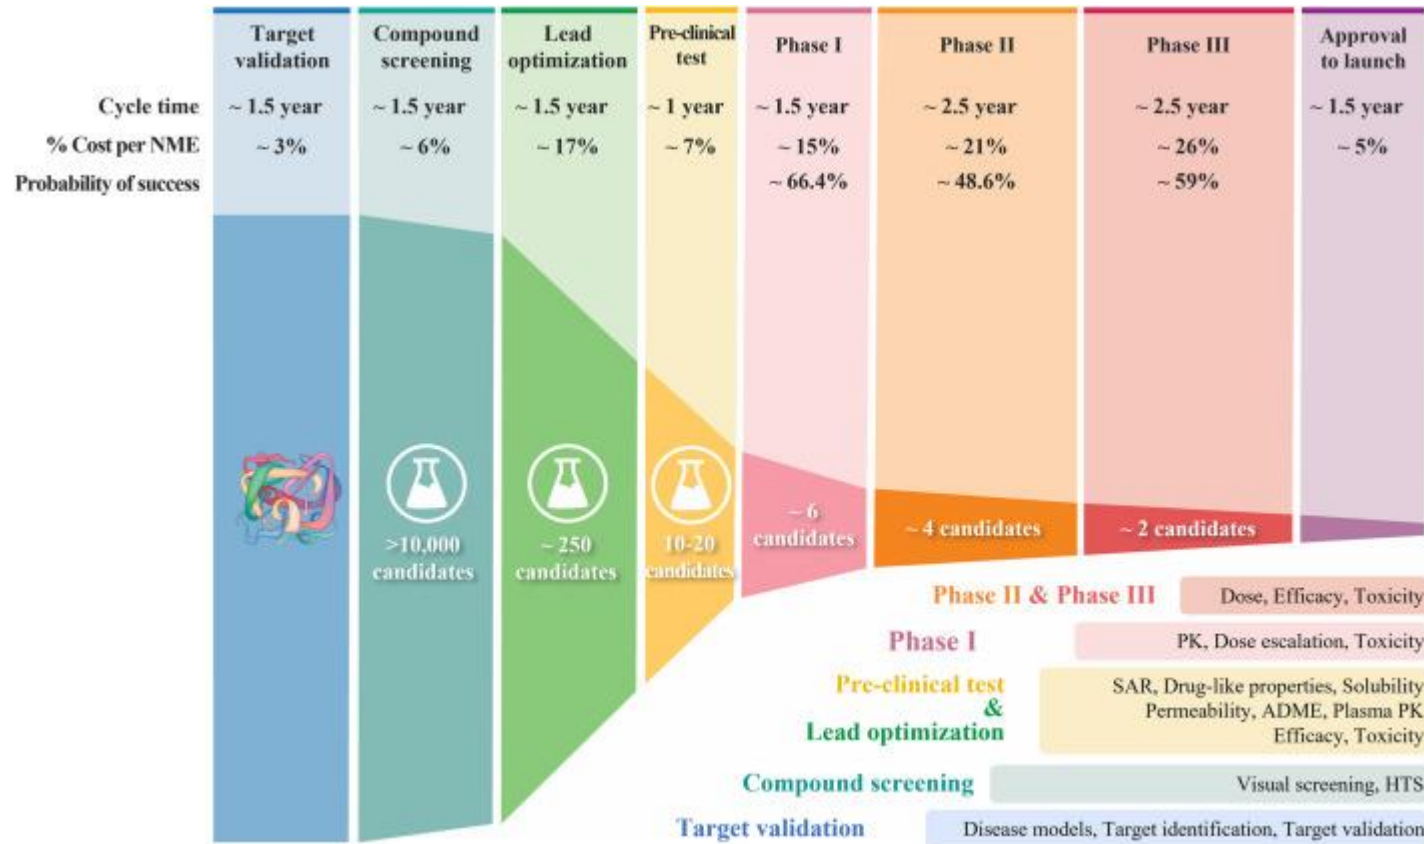 Target validation
Compound screening
Lead optimization
Pre-clinical test
Phase I
Phase II
Phase III
Approval to launch
Cycle time ~ 1.5 year ~ 1.5 year ~ 1.5 year ~ 1 year ~ 1.5 year ~ 2.5 year ~ 2.5 year ~ 1.5 year
% Cost per NME ~ 3% ~ 6% ~ 17% ~ 7% ~ 15% ~ 21% ~ 26% ~ 5%
Probability of success ~ 66.4% ~ 48.6% ~ 59%
>10,000
candidates
~ 250
candidates
10-20
candidates
~ 6
candidates
~ 4 candidates
~ 2 candidates
Phase II & Phase III Dose, Efficacy, Toxicity
Phase I PK, Dose escalation, Toxicity
Pre-clinical test
&
Lead optimization
SAR, Drug-like properties, Solubility
Permeability, ADME, Plasma PK
Efficacy, Toxicity
Compound screening Visual screening, HTS
Target validation Disease models, Target identification, Target validation